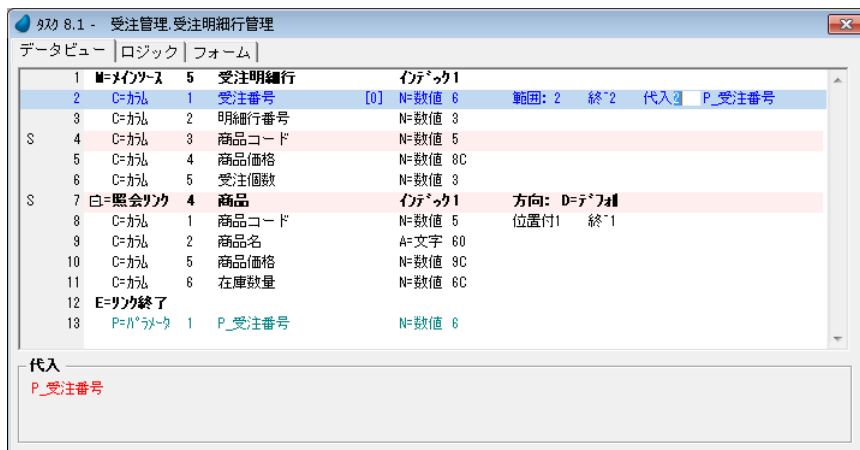 ﾀｽｸ 8.1 - 受注管理.受注明細行管理
データビュー ロジック フォーム
1 M=ﾒｲﾝｿｰｽ 5 受注明細行 ｲﾝﾃﾞｯｸ1
2 C=ｶﾗﾑ 1 受注番号 [0] N=数値 6 範囲: 2 終~2 代入2 P_受注番号
3 C=ｶﾗﾑ 2 明細行番号 N=数値 3
S 4 C=ｶﾗﾑ 3 商品コード N=数値 5
5 C=ｶﾗﾑ 4 商品価格 N=数値 8C
6 C=ｶﾗﾑ 5 受注個数 N=数値 3
S 7 =照会ﾘﾝｸ 4 商品 ｲﾝﾃﾞｯｸ1 方向: D=ﾃﾞﾌｫﾙ
8 C=ｶﾗﾑ 1 商品コード N=数値 5 位置付1 終~1
9 C=ｶﾗﾑ 2 商品名 A=文字 60
10 C=ｶﾗﾑ 5 商品価格 N=数値 9C
11 C=ｶﾗﾑ 6 在庫数量 N=数値 6C
12 E=ﾘﾝｸ終了
13 P=ﾊﾟﾗﾒｰﾀ 1 P_受注番号 N=数値 6
代入
P_受注番号